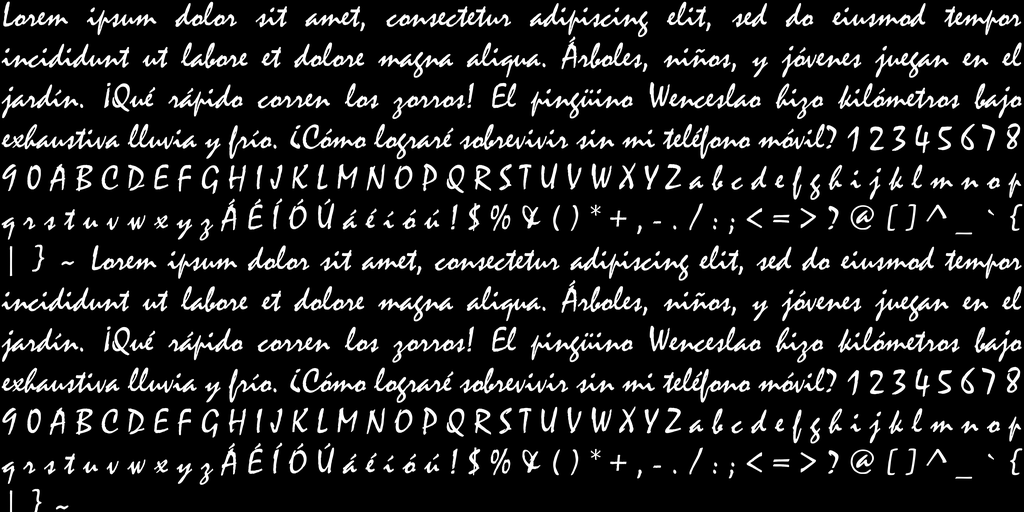 Lorem ipsum dolor sit amet, consectetur adipiscing elit, sed do eiusmod tempor
incididunt ut labore et dolore magna aliqua. Árboles, niños, y jóvenes juegan en el
jardín. ¡Qué rápido corren los zorros! El pingüino Wenceslao hizo kilómetros bajo
exhaustiva lluvia y frío. ¿Cómo lograré sobrevivir sin mi teléfono móvil? 1 2 3 4 5 6 7 8
9 0 A B C D E F G H I J K L M N O P Q R S T U V W X Y Z a b c d e f g h i j k l m n o p
q r s t u v w x y z Á É Í Ó Ú á é í ó ú ! $ % & ( ) * + , - . / : ; < = > ? @ [ ] ^ _ ` {
| } ~ Lorem ipsum dolor sit amet, consectetur adipiscing elit, sed do eiusmod tempor
incididunt ut labore et dolore magna aliqua. Árboles, niños, y jóvenes juegan en el
jardín. ¡Qué rápido corren los zorros! El pingüino Wenceslao hizo kilómetros bajo
exhaustiva lluvia y frío. ¿Cómo lograré sobrevivir sin mi teléfono móvil? 1 2 3 4 5 6 7 8
9 0 A B C D E F G H I J K L M N O P Q R S T U V W X Y Z a b c d e f g h i j k l m n o p
q r s t u v w x y z Á É Í Ó Ú á é í ó ú ! $ % & ( ) * + , - . / : ; < = > ? @ [ ] ^ _ ` {
| } ~